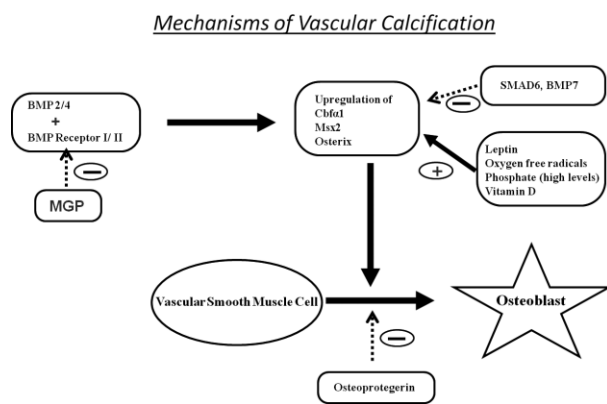 Mechanisms of Vascular Calcification
BMP 2/4
+
BMP Receptor I/ II
MGP
Upregulation of
Cbfα1
Msx2
Osterix
SMAD6, BMP7
Leptin
Oxygen free radicals
Phosphate (high levels)
Vitamin D
+
Vascular Smooth Muscle Cell
Osteoblast
Osteoprotegerin